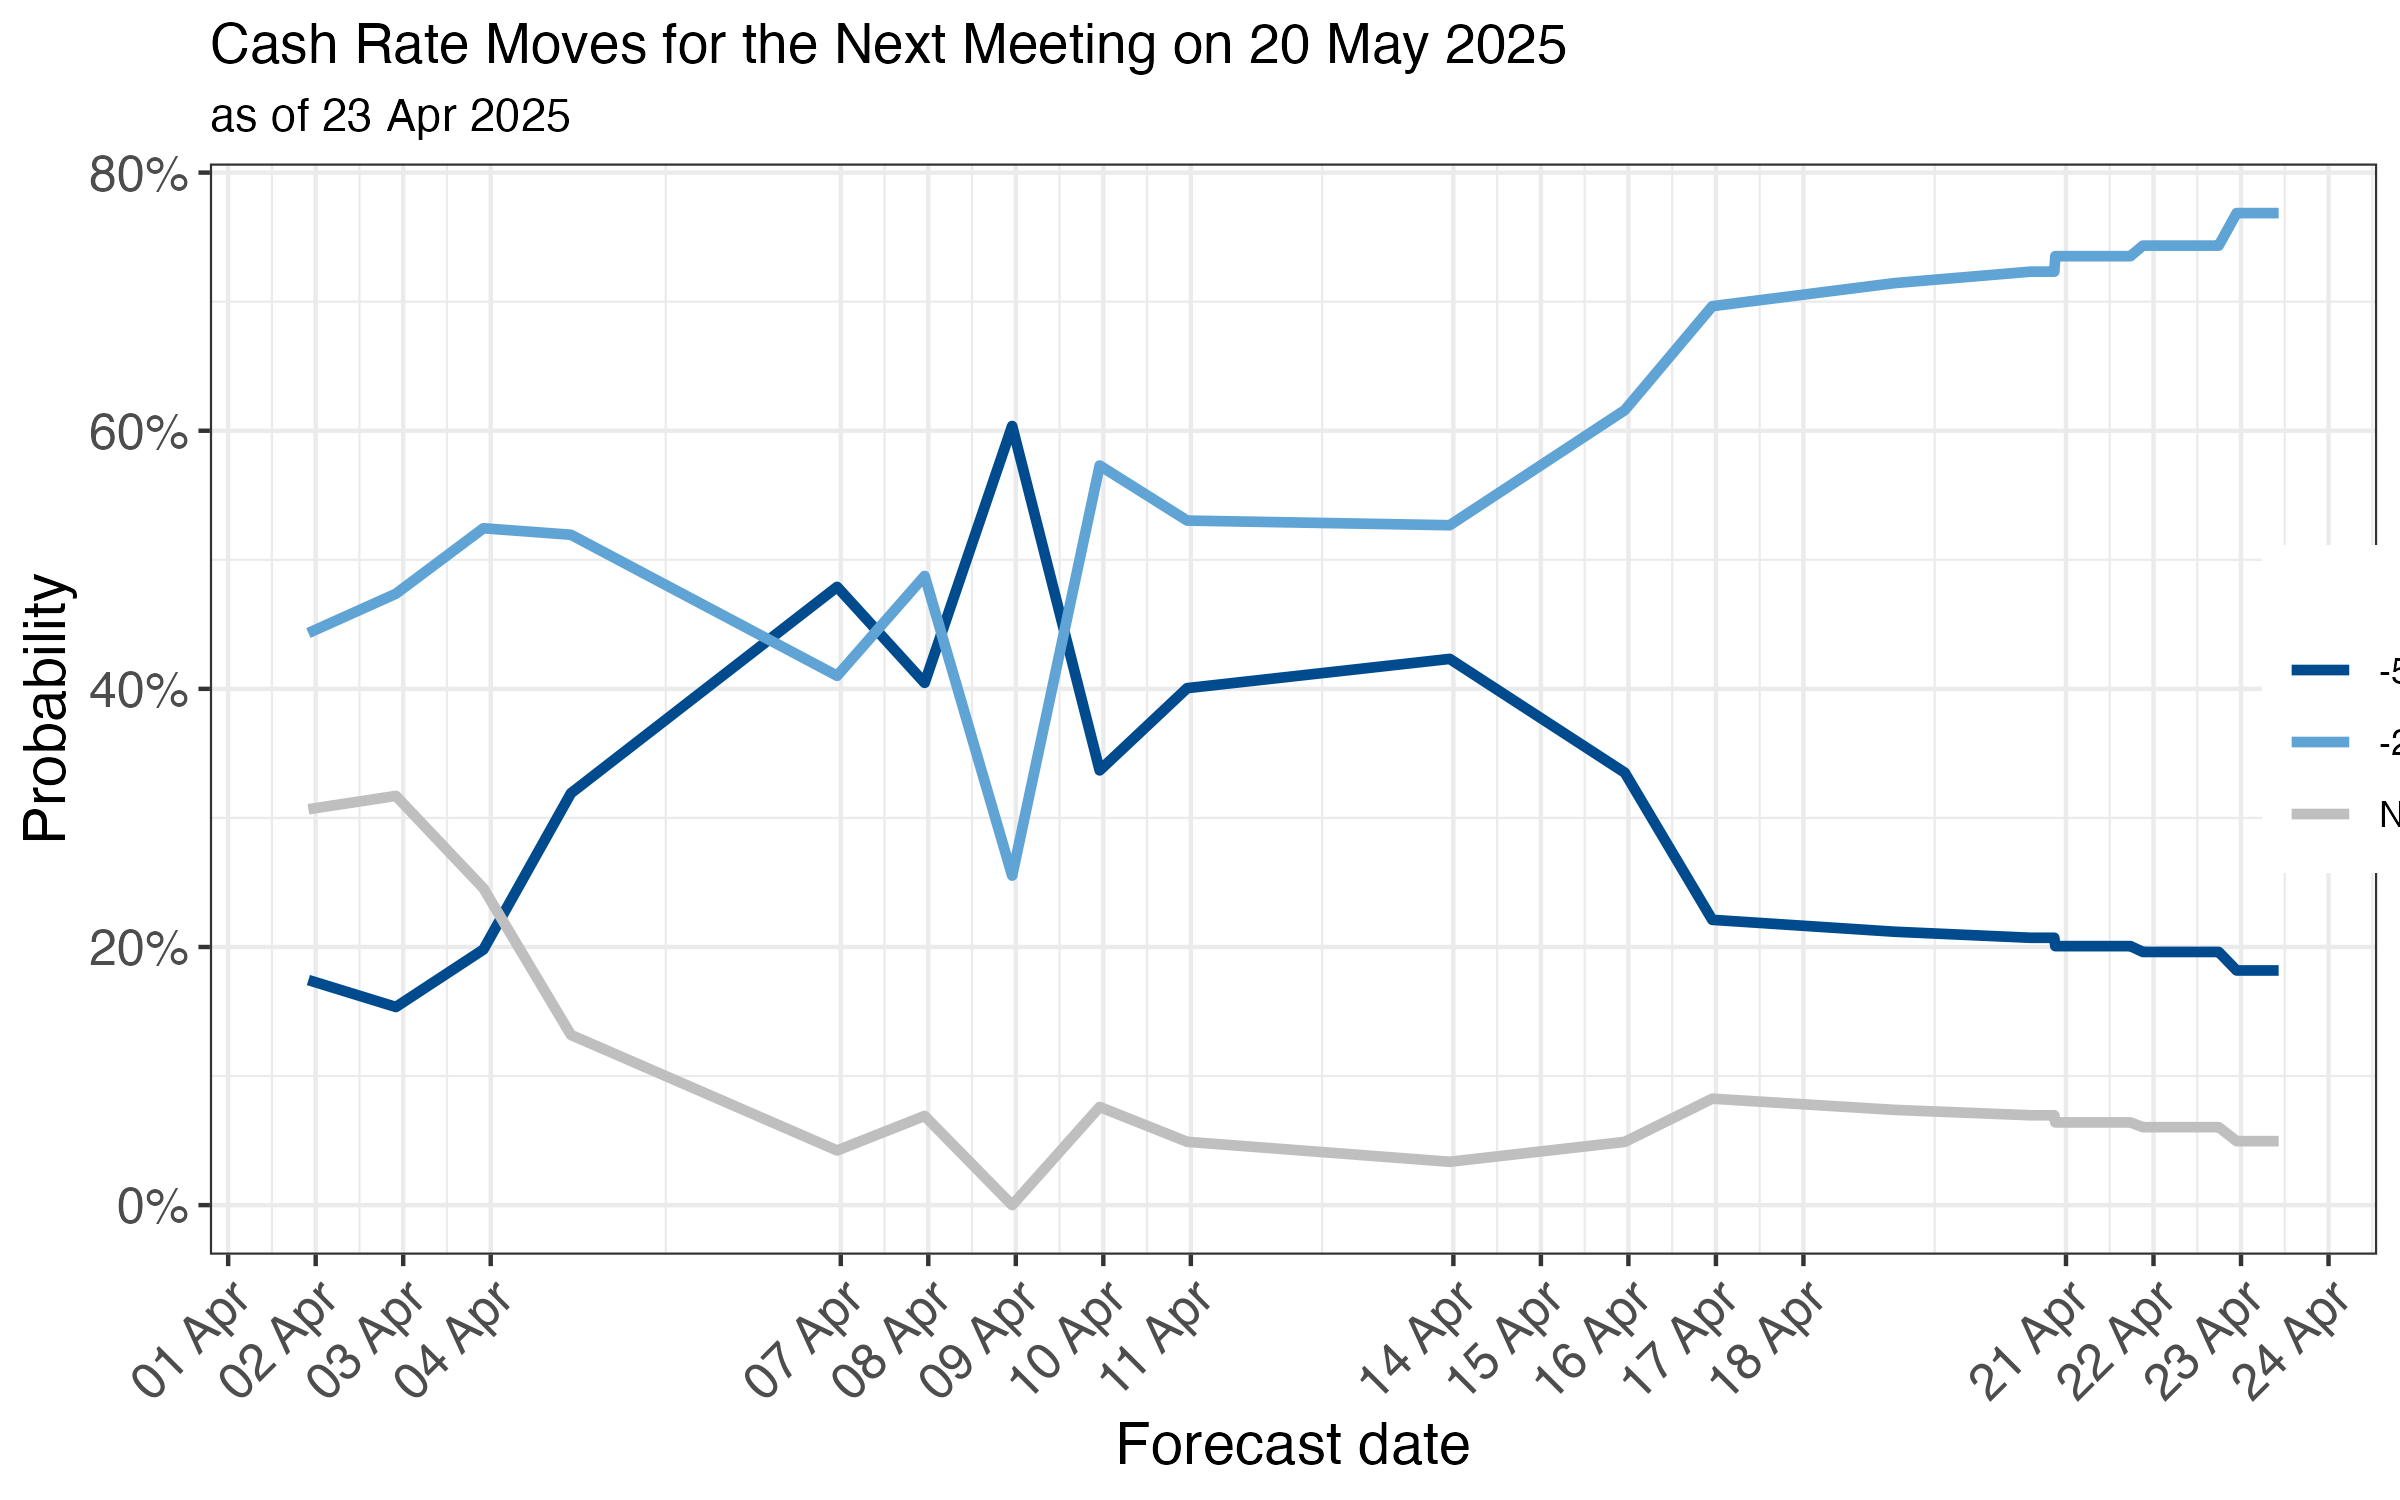 Cash Rate Moves for the Next Meeting on 20 May 2025
as of 23 Apr 2025
Probability
80%
60%
40%
20%
0%
-5
-2
N
01 Apr
02 Apr
03 Apr
04 Apr
07 Apr
08 Apr
09 Apr
10 Apr
11 Apr
14 Apr
15 Apr
16 Apr
17 Apr
18 Apr
21 Apr
22 Apr
23 Apr
24 Apr
Forecast date